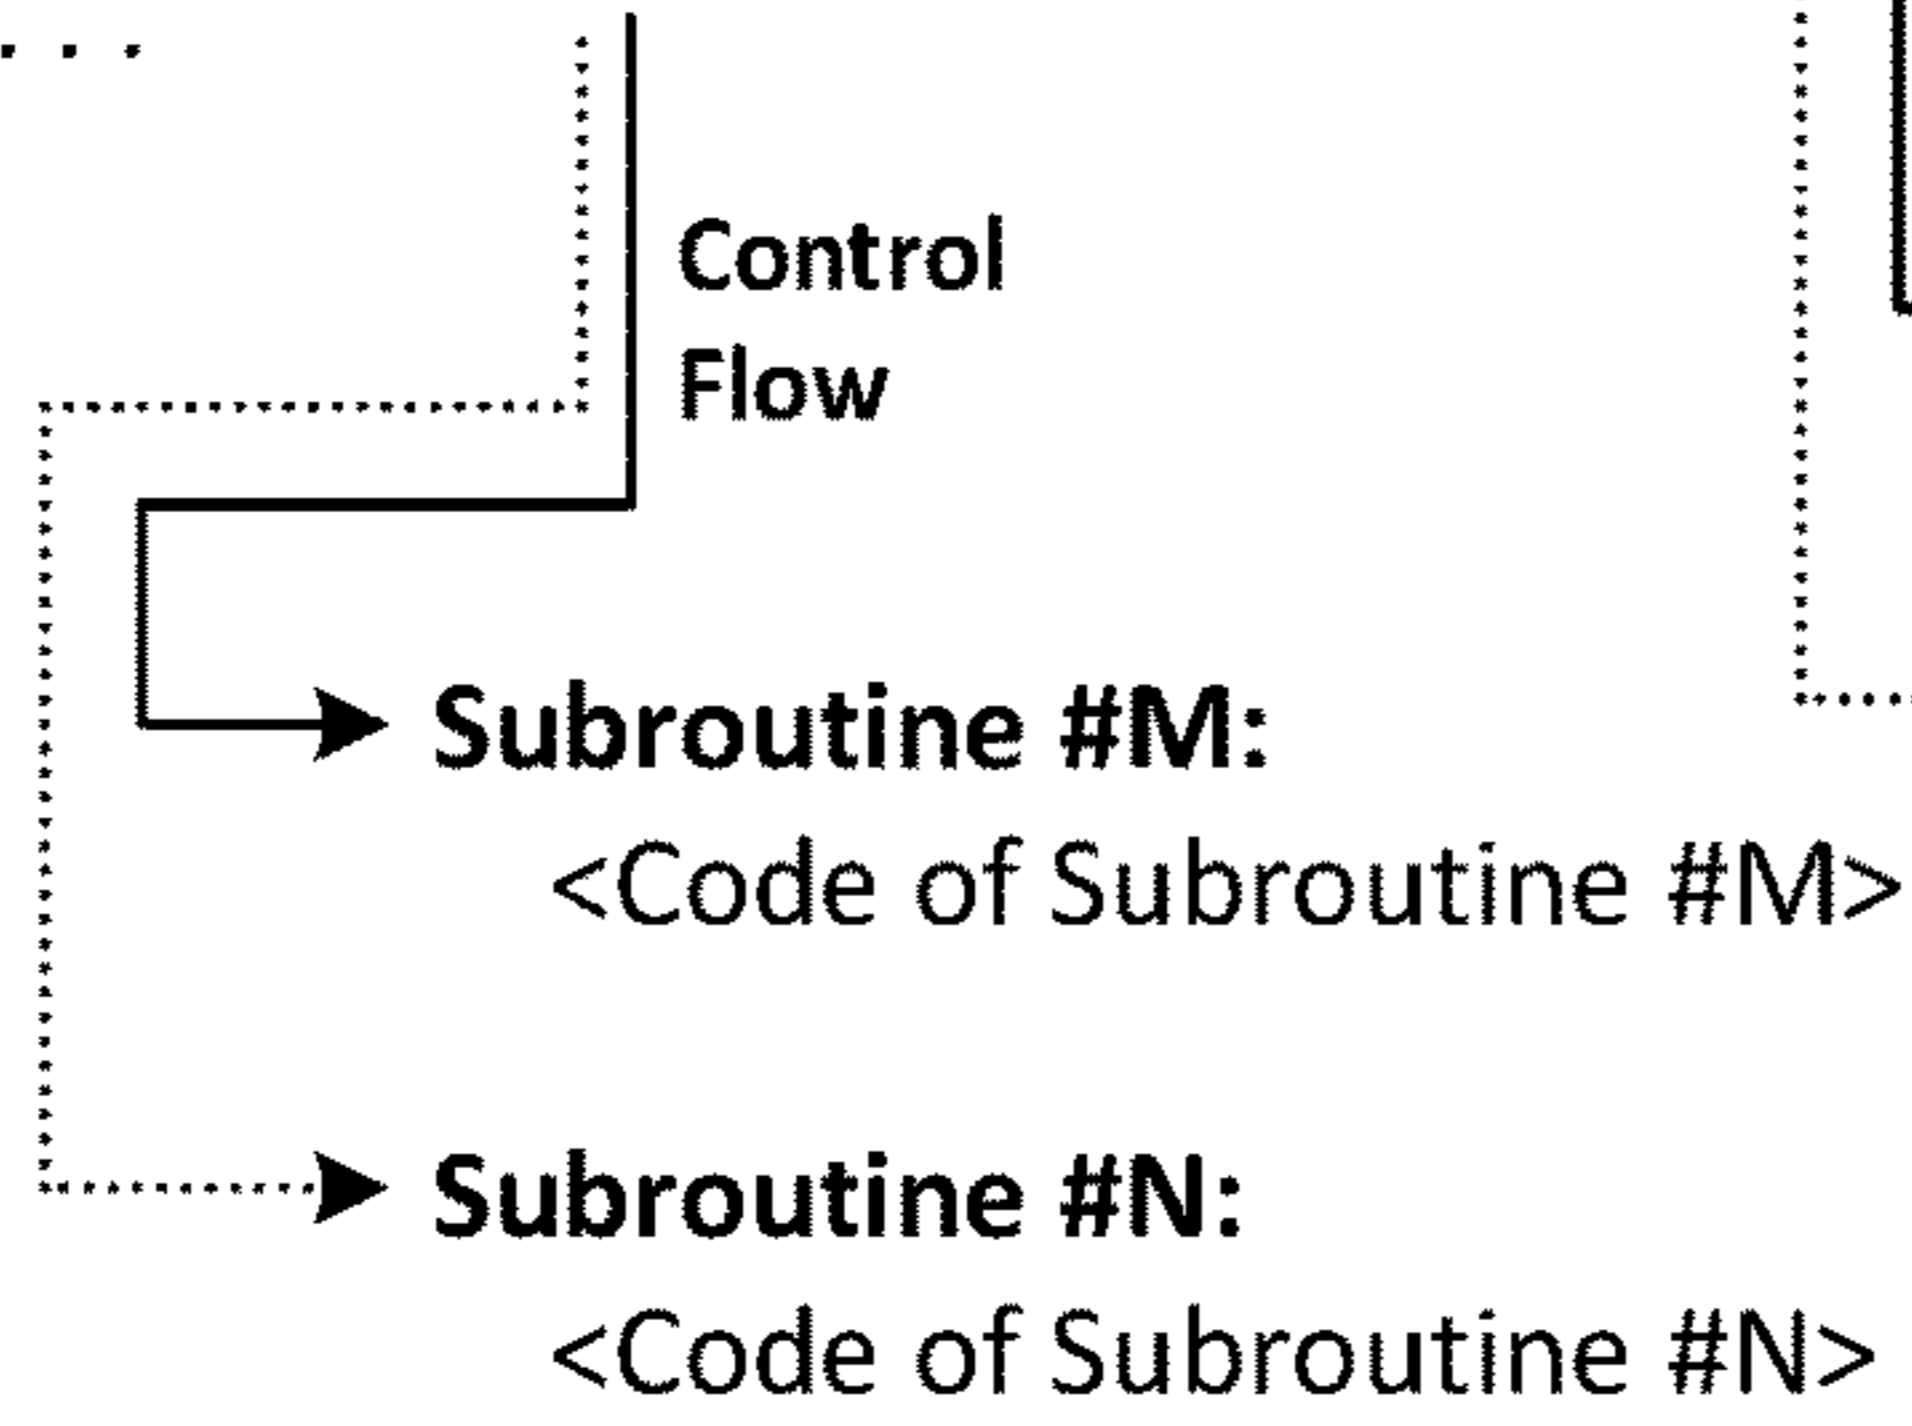 . . .
Control
Flow
Subroutine #M:
<Code of Subroutine #M>
Subroutine #N:
<Code of Subroutine #N>